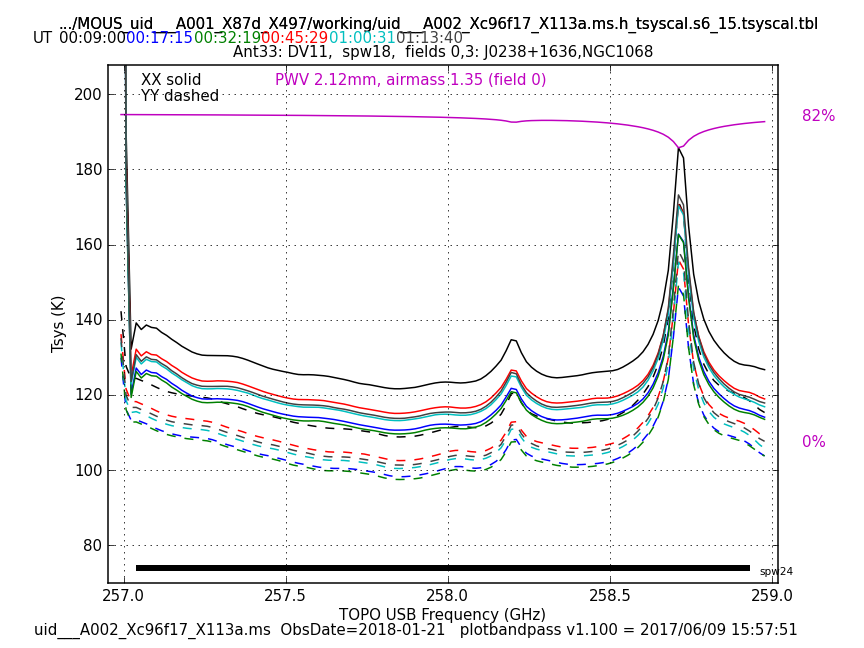 .../MOUS_uid___A001_X87d_X497/working/uid___A002_Xc96f17_X113a.ms.h_tsyscal.s6_15.tsyscal.tbl
UT 00:09:00 00:17:15 00:32:19 00:45:29 01:00:31 01:13:40
Ant33: DV11, spw18, fields 0,3: J0238+1636,NGC1068
XX solid
YY dashed
PWV 2.12mm, airmass 1.35 (field 0)
82%
0%
200
180
160
140
120
100
80
Tsys (K)
spw24
257.0 257.5 258.0 258.5 259.0
TOPO USB Frequency (GHz)
uid___A002_Xc96f17_X113a.ms ObsDate=2018-01-21 plotbandpass v1.100 = 2017/06/09 15:57:51